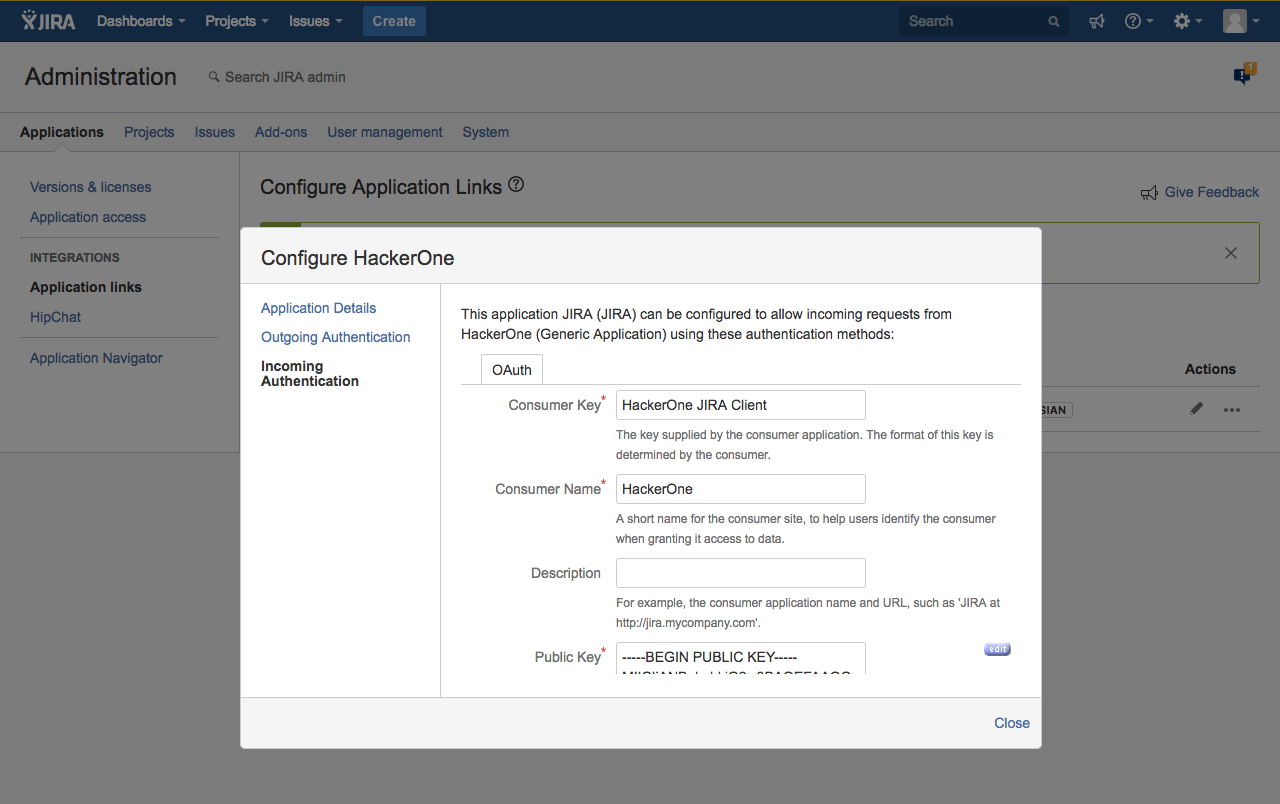 JIRA Dashboards Projects Issues Create Search
Administration Search JIRA admin 1
Applications Projects Issues Add-ons User management System
Versions & licenses
Application access
INTEGRATIONS
Application links
HipChat
Application Navigator
Configure Application Links ?
Give Feedback
Actions
SIAN
Configure HackerOne
Application Details
Outgoing Authentication
Incoming
Authentication
This application JIRA (JIRA) can be configured to allow incoming requests from
HackerOne (Generic Application) using these authentication methods:
OAuth
Consumer Key* HackerOne JIRA Client
The key supplied by the consumer application. The format of this key is
determined by the consumer.
Consumer Name* HackerOne
A short name for the consumer site, to help users identify the consumer
when granting it access to data.
Description
For example, the consumer application name and URL, such as 'JIRA at
http://jira.mycompany.com'.
Public Key* -----BEGIN PUBLIC KEY----- edit
Close